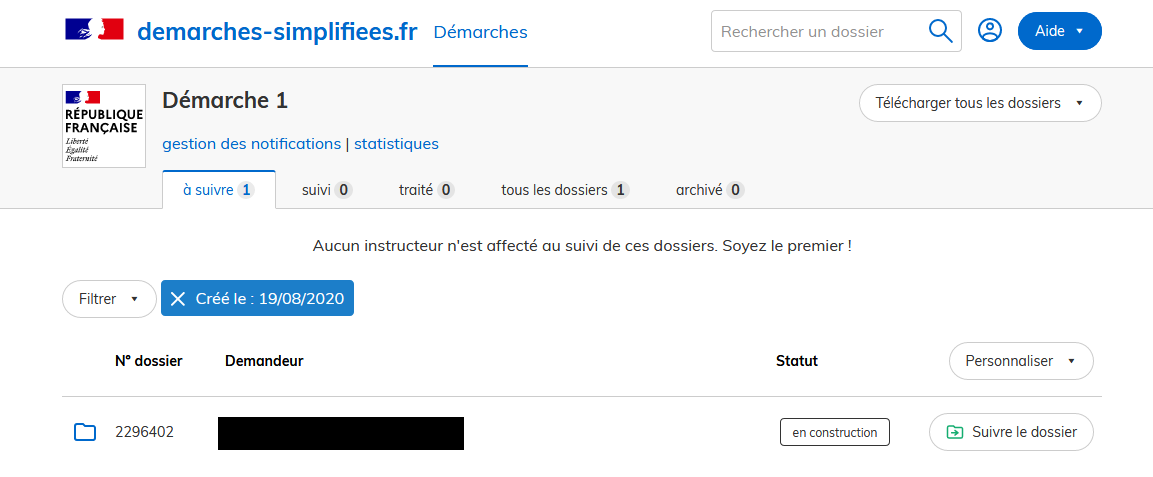 demarches-simplifiees.fr Démarches Rechercher un dossier Aide
RÉPUBLIQUE
FRANÇAISE
Liberté
Égalité
Fraternité
Démarche 1 Télécharger tous les dossiers
gestion des notifications | statistiques
à suivre 1 suivi 0 traité 0 tous les dossiers 1 archivé 0
Aucun instructeur n'est affecté au suivi de ces dossiers. Soyez le premier !
Filtrer Créé le : 19/08/2020
N° dossier Demandeur Statut Personnaliser
2296402 en construction Suivre le dossier